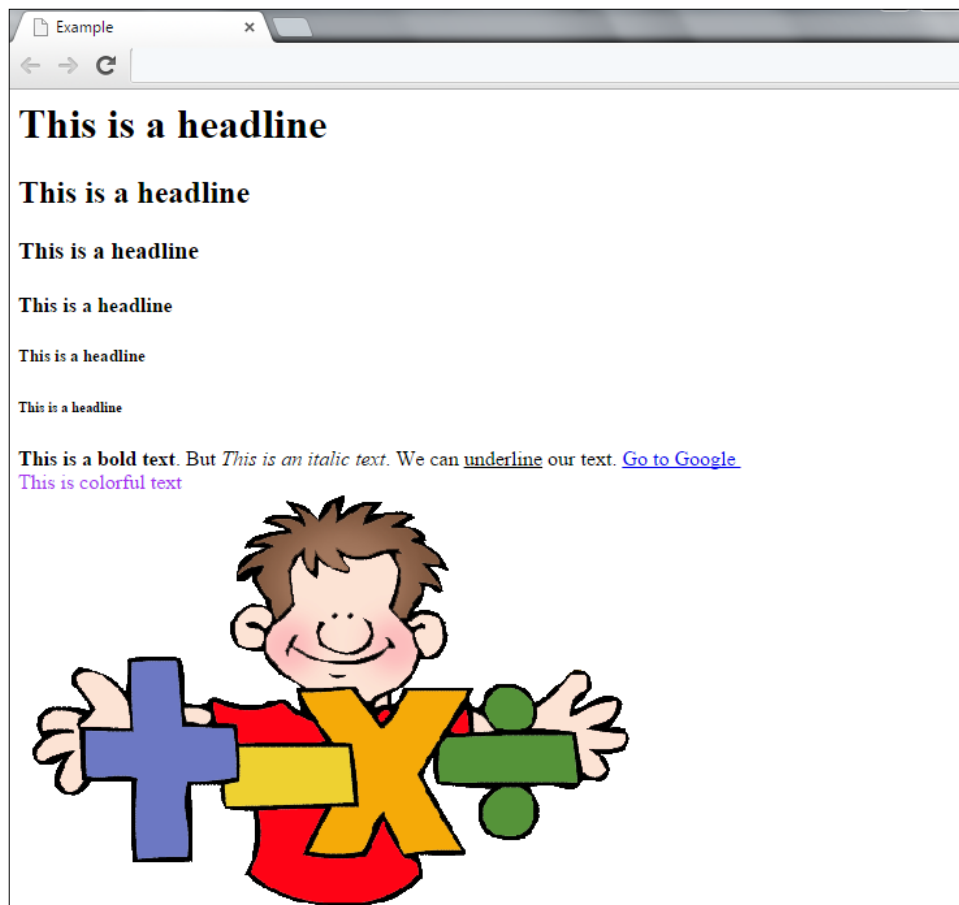 Example
This is a headline
This is a headline
This is a headline
This is a headline
This is a headline
This is a headline
This is a bold text. But This is an italic text. We can underline our text. Go to Google
This is colorful text